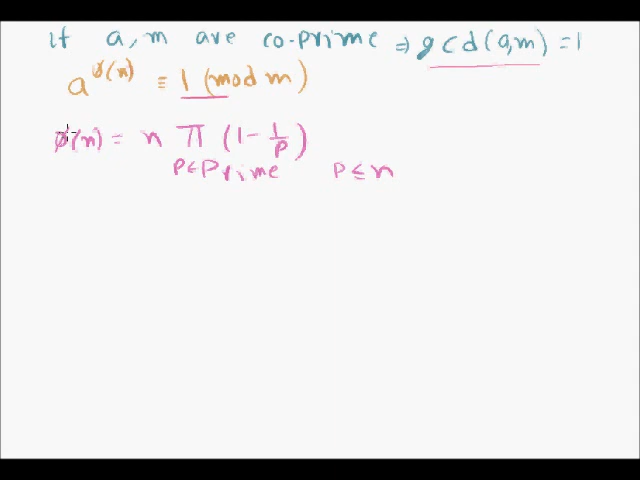 if a, m are co-prime ⇒ gcd(a,m) = 1
a^ø(n) ≡ 1 (mod m)
ø(n) = n π (1 - 1/p)
p∈Prime p ≤ n